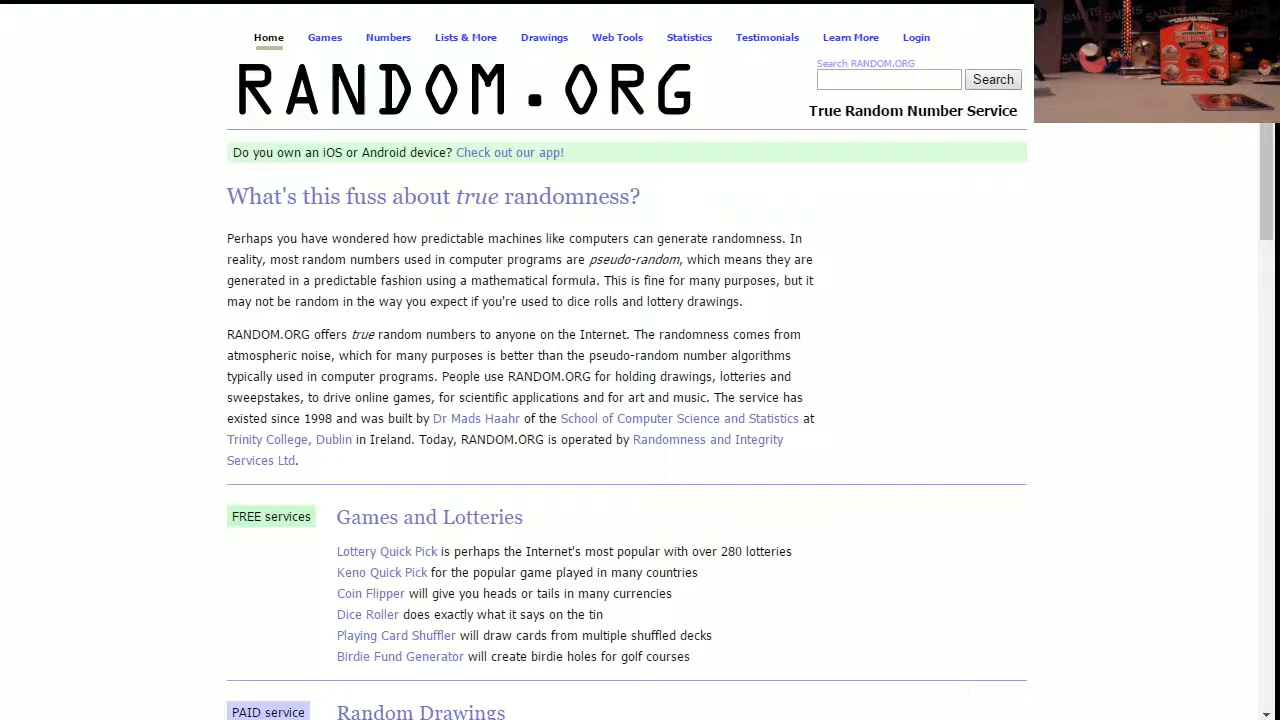 Home Games Numbers Lists & More Drawings Web Tools Statistics Testimonials Learn More Login
RANDOM.ORG
Search RANDOM.ORG
Search
True Random Number Service
Do you own an iOS or Android device? Check out our app!
What's this fuss about true randomness?
Perhaps you have wondered how predictable machines like computers can generate randomness. In
reality, most random numbers used in computer programs are pseudo-random, which means they are
generated in a predictable fashion using a mathematical formula. This is fine for many purposes, but it
may not be random in the way you expect if you're used to dice rolls and lottery drawings.
RANDOM.ORG offers true random numbers to anyone on the Internet. The randomness comes from
atmospheric noise, which for many purposes is better than the pseudo-random number algorithms
typically used in computer programs. People use RANDOM.ORG for holding drawings, lotteries and
sweepstakes, to drive online games, for scientific applications and for art and music. The service has
existed since 1998 and was built by Dr Mads Haahr of the School of Computer Science and Statistics at
Trinity College, Dublin in Ireland. Today, RANDOM.ORG is operated by Randomness and Integrity
Services Ltd.
FREE services
Games and Lotteries
Lottery Quick Pick is perhaps the Internet's most popular with over 280 lotteries
Keno Quick Pick for the popular game played in many countries
Coin Flipper will give you heads or tails in many currencies
Dice Roller does exactly what it says on the tin
Playing Card Shuffler will draw cards from multiple shuffled decks
Birdie Fund Generator will create birdie holes for golf courses
PAID service
Random Drawings